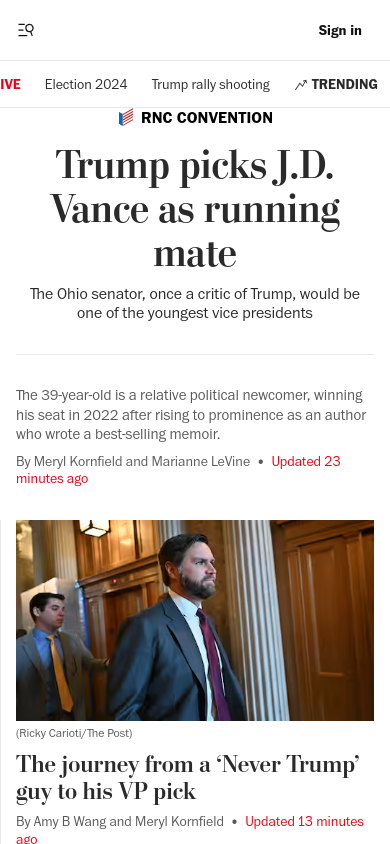 Sign in
IVE Election 2024 Trump rally shooting TRENDING
RNC CONVENTION
Trump picks J.D.
Vance as running
mate
The Ohio senator, once a critic of Trump, would be
one of the youngest vice presidents
The 39-year-old is a relative political newcomer, winning
his seat in 2022 after rising to prominence as an author
who wrote a best-selling memoir.
By Meryl Kornfield and Marianne LeVine • Updated 23
minutes ago
(Ricky Carioti/The Post)
The journey from a ‘Never Trump’
guy to his VP pick
By Amy B Wang and Meryl Kornfield • Updated 13 minutes
ago